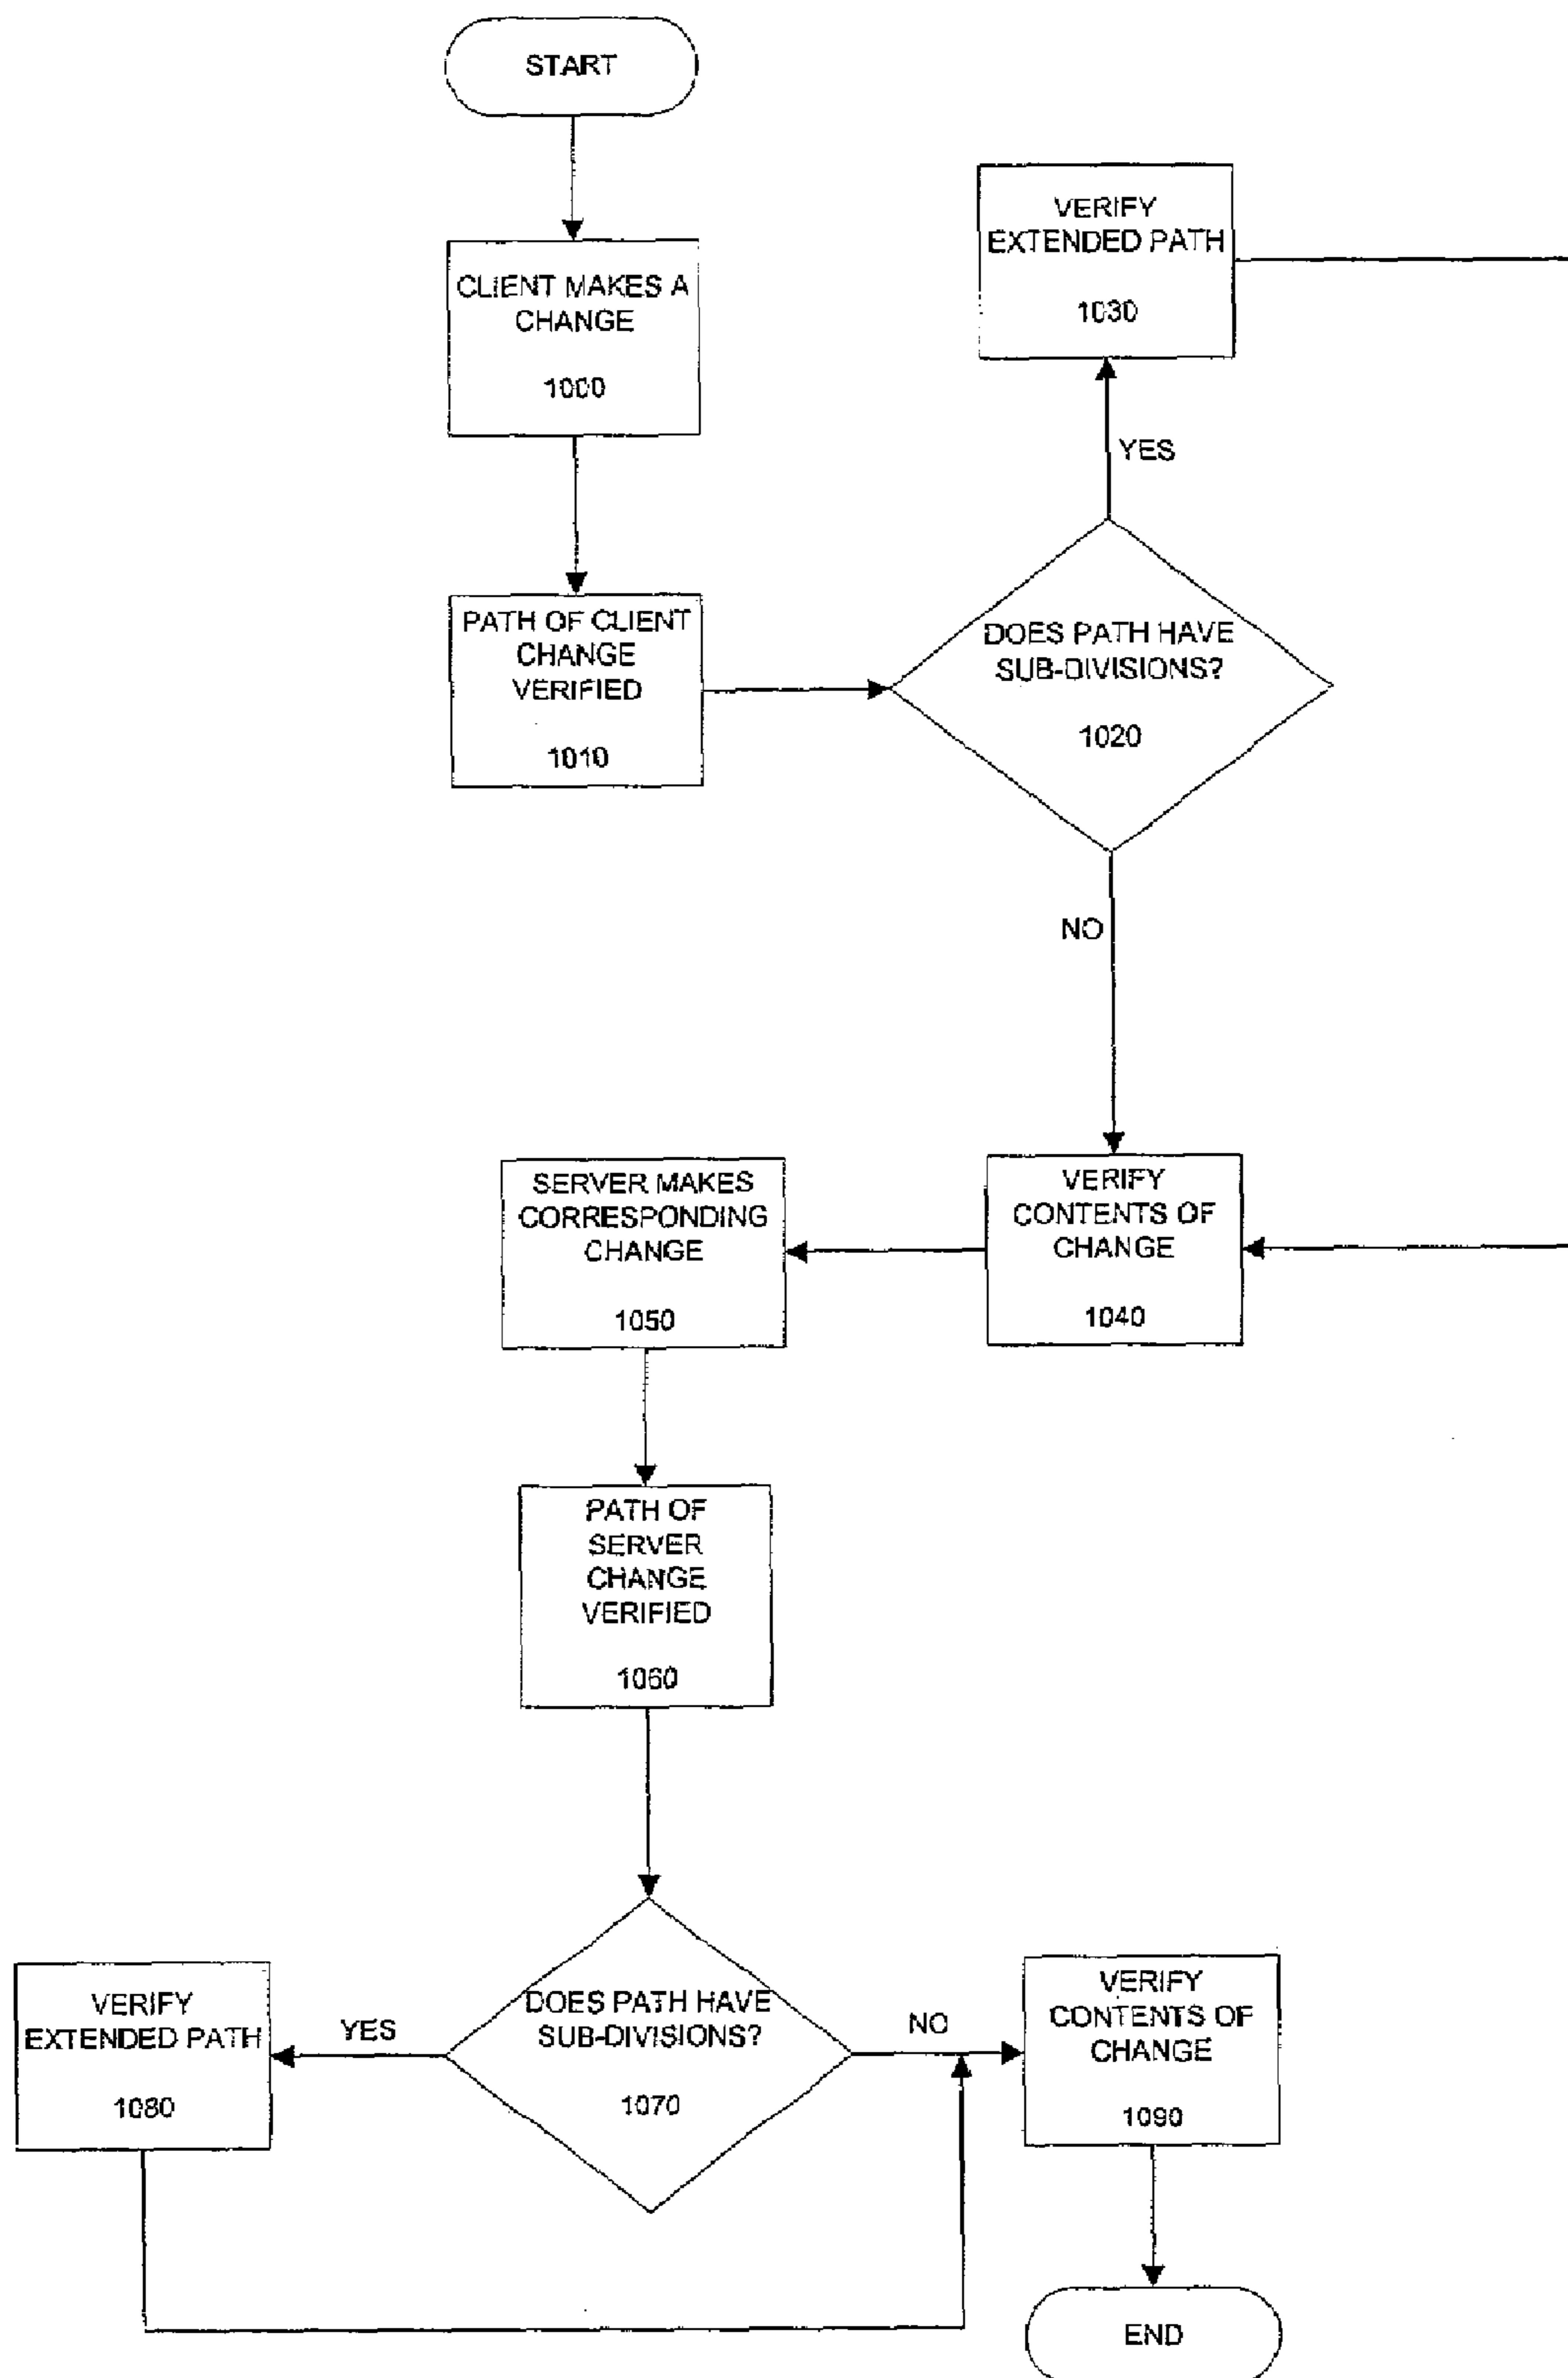 START
CLIENT MAKES A
CHANGE
1000
PATH OF CLIENT
CHANGE
VERIFIED
1010
DOES PATH HAVE
SUB-DIVISIONS?
1020
YES
VERIFY
EXTENDED PATH
1030
NO
VERIFY
CONTENTS OF
CHANGE
1040
SERVER MAKES
CORRESPONDING
CHANGE
1050
PATH OF
SERVER
CHANGE
VERIFIED
1060
DOES PATH HAVE
SUB-DIVISIONS?
1070
YES
VERIFY
EXTENDED PATH
1080
NO
VERIFY
CONTENTS OF
CHANGE
1090
END